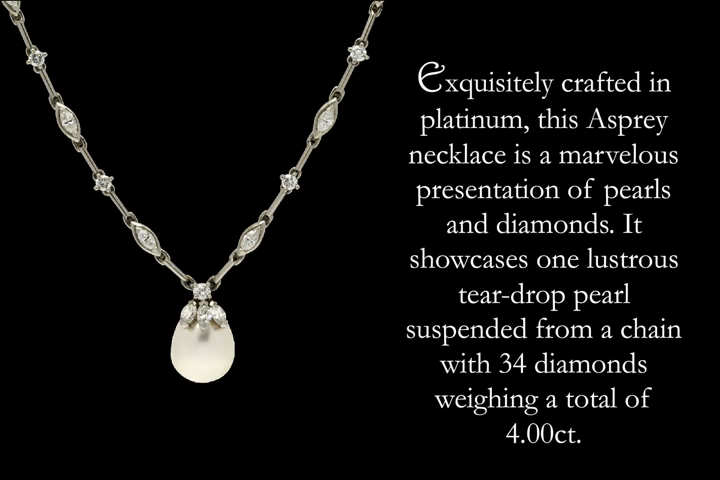 Exquisitely crafted in
platinum, this Asprey
necklace is a marvelous
presentation of pearls
and diamonds. It
showcases one lustrous
tear-drop pearl
suspended from a chain
with 34 diamonds
weighing a total of
4.00ct.